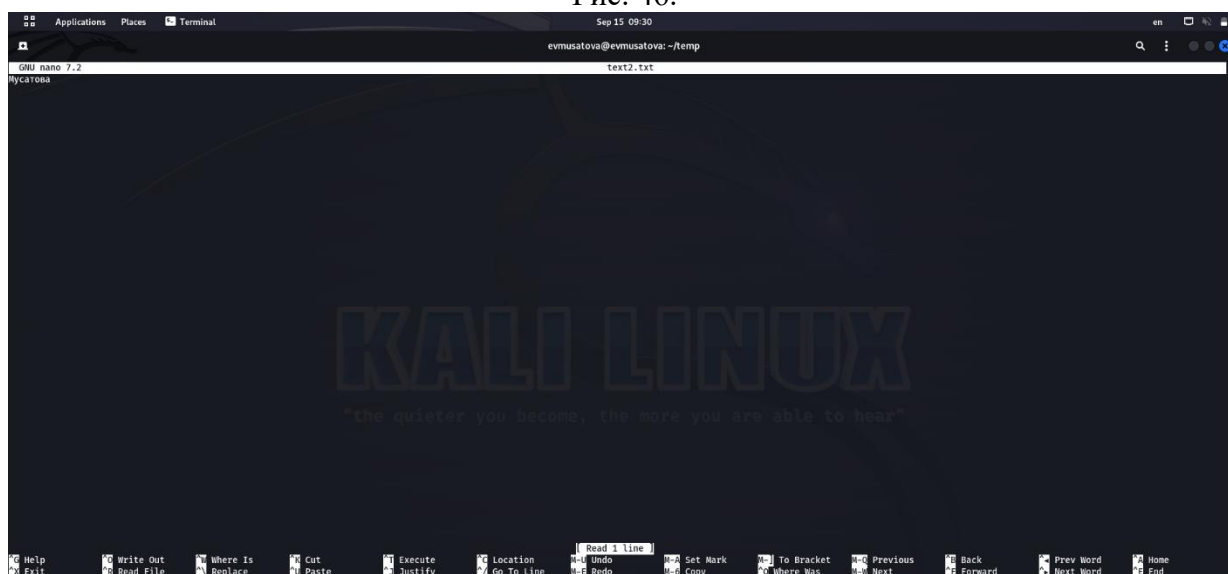 Рис. 46.
Applications Places Terminal Sep 15 09:30 en
evmusatova@evmusatova: ~/temp
GNU nano 7.2 text2.txt
Мусатова
KALI LINUX
"the quieter you become, the more you are able to hear"
[ Read 1 line ]
^G Help ^O Write Out ^W Where Is ^K Cut ^T Execute ^C Location M-U Undo M-A Set Mark M-] To Bracket M-Q Previous ^B Back ^◂ Prev Word ^A Home
^X Exit ^R Read File ^\ Replace ^U Paste ^J Justify ^/ Go To Line M-E Redo M-6 Copy ^Q Where Was M-W Next ^F Forward ^▸ Next Word ^E End